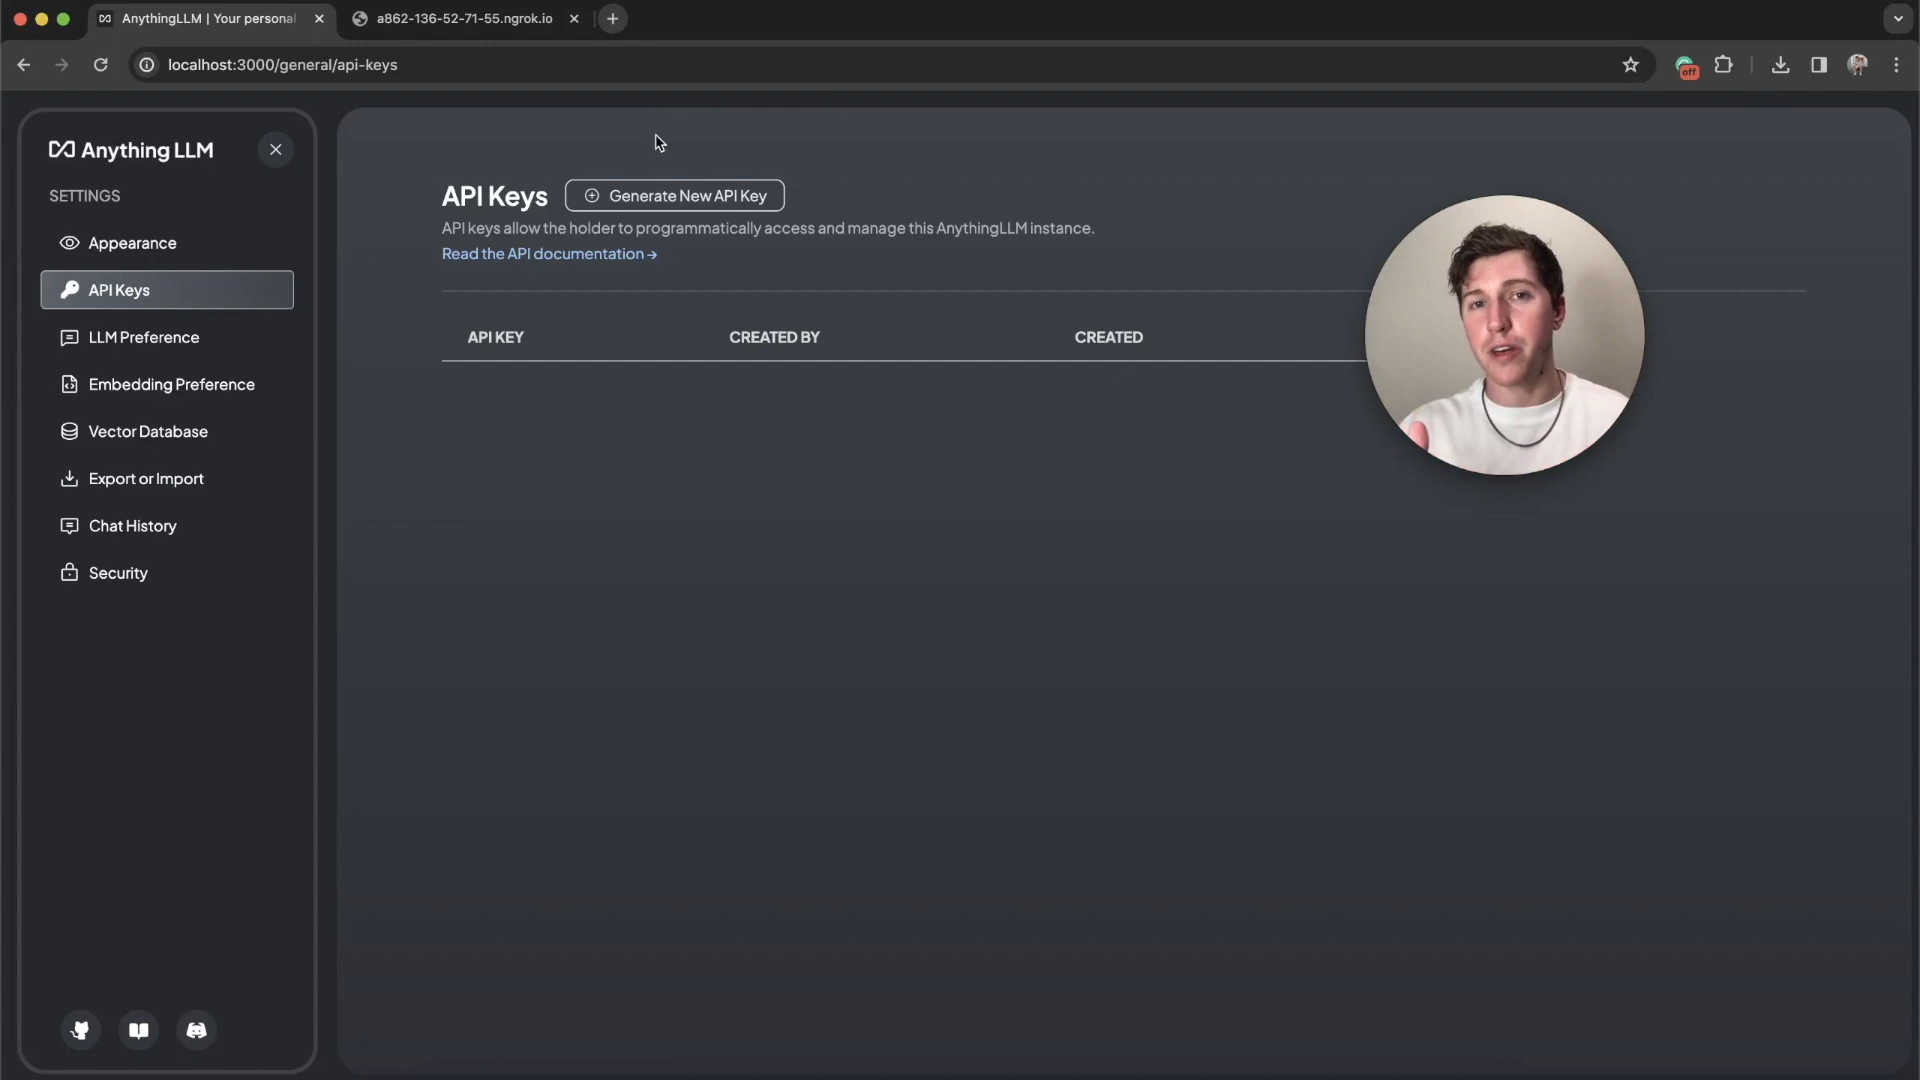 AnythingLLM | Your personal
a862-136-52-71-55.ngrok.io
localhost:3000/general/api-keys
off
Anything LLM
SETTINGS
Appearance
API Keys
LLM Preference
Embedding Preference
Vector Database
Export or Import
Chat History
Security
API Keys
Generate New API Key
API keys allow the holder to programmatically access and manage this AnythingLLM instance.
Read the API documentation →
API KEY CREATED BY CREATED